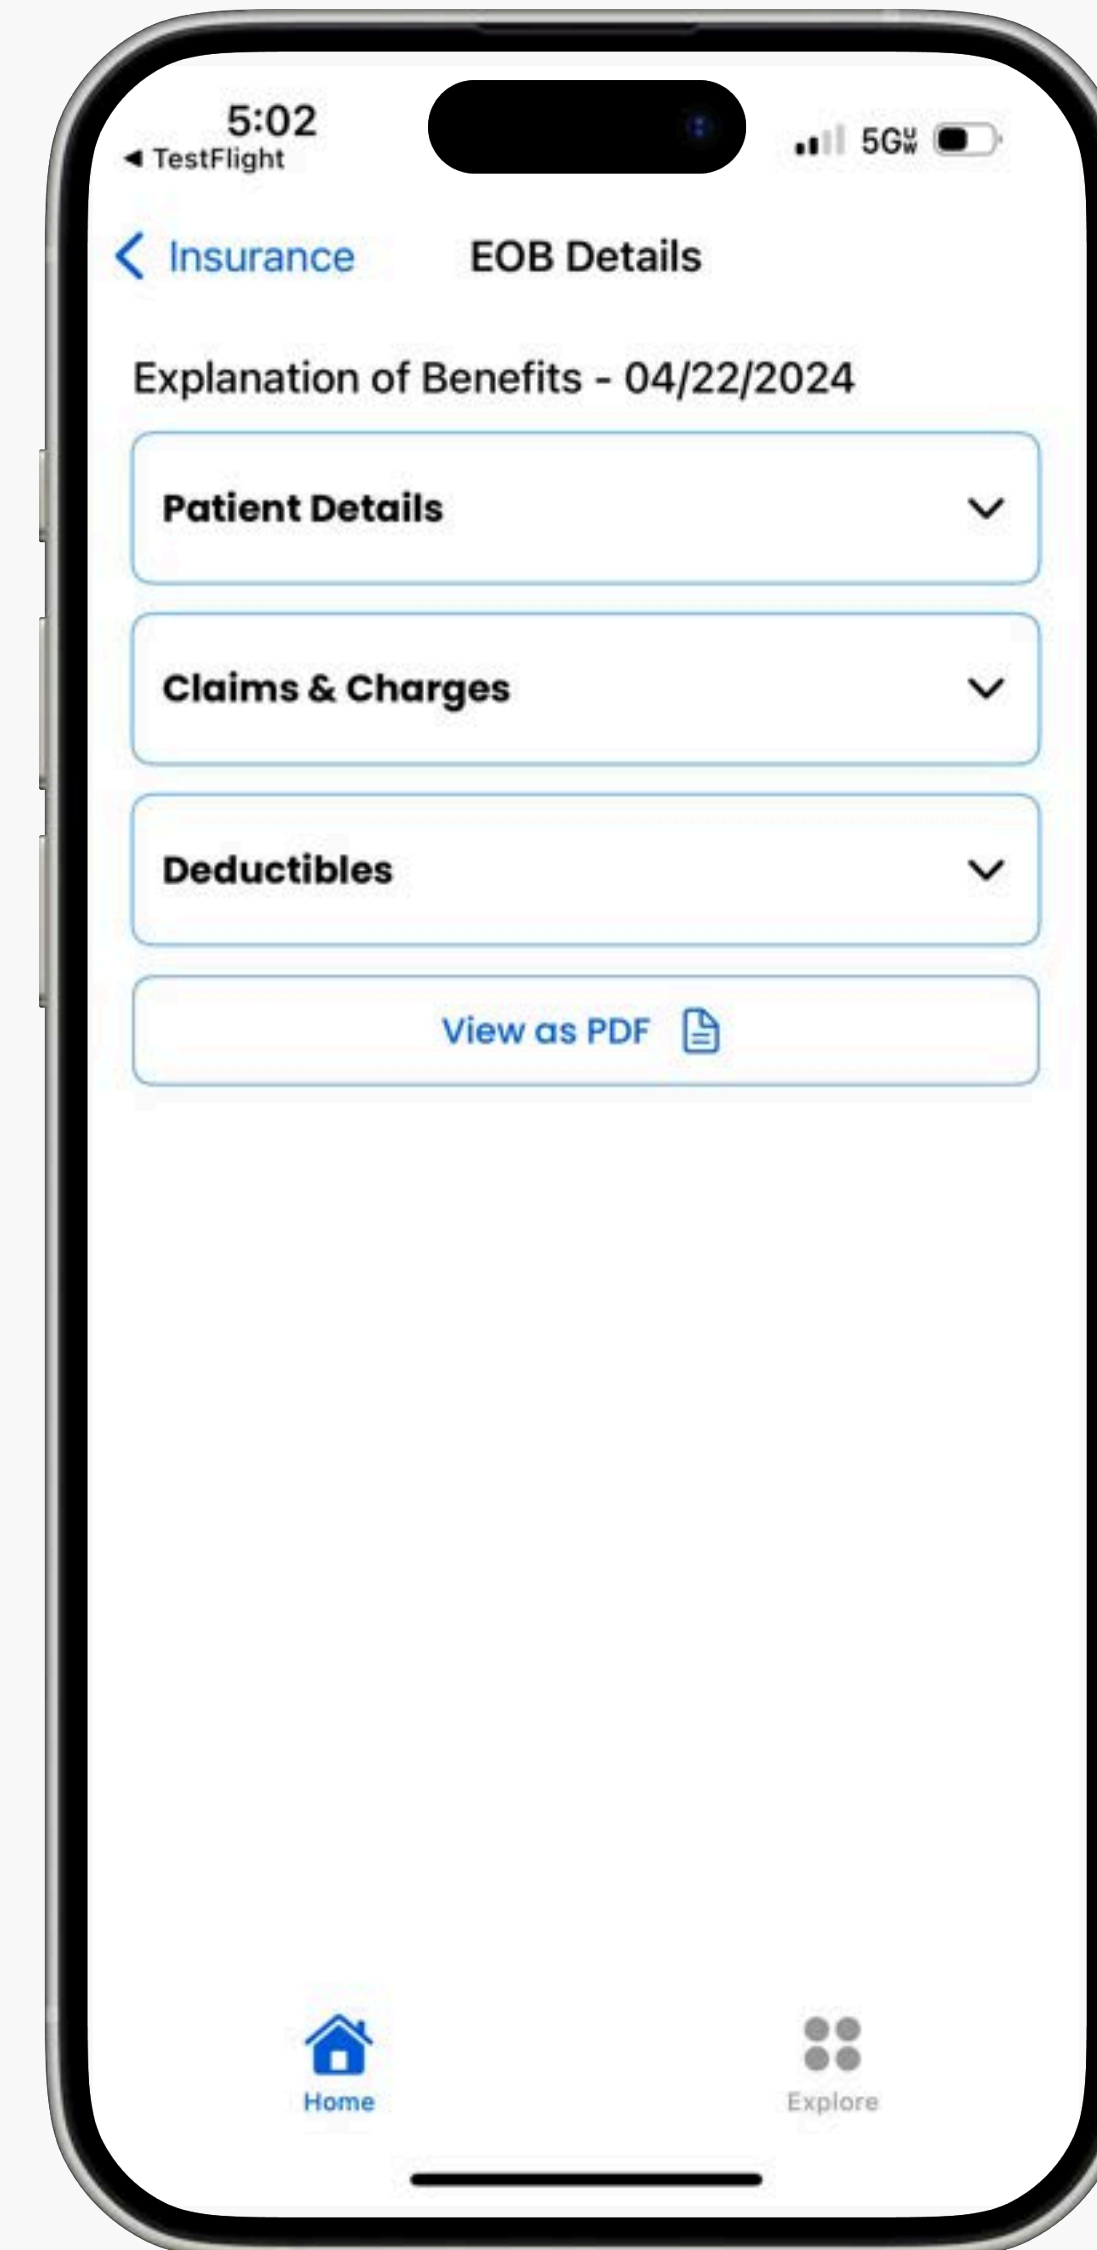 5:02
◀ TestFlight
5G UW
Insurance
EOB Details
Explanation of Benefits - 04/22/2024
Patient Details
Claims & Charges
Deductibles
View as PDF
Home
Explore